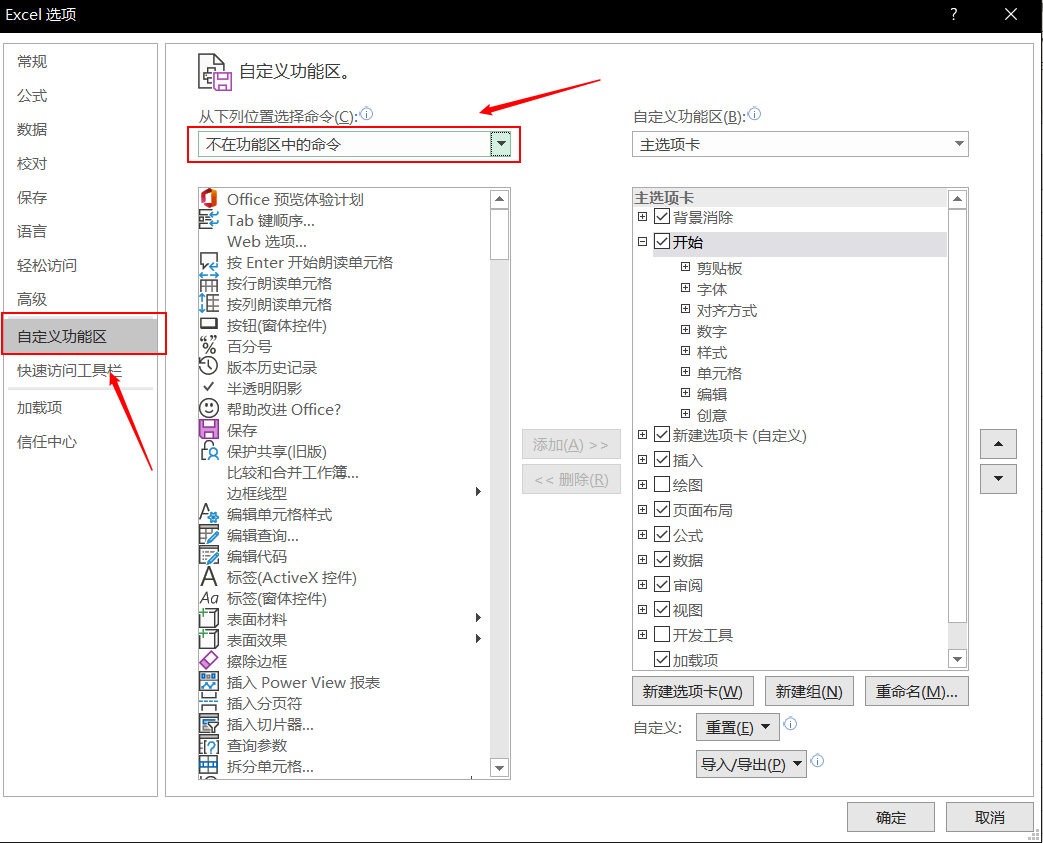 Excel 选项
?
常规
公式
数据
校对
保存
语言
轻松访问
高级
自定义功能区
快速访问工具栏
加载项
信任中心
自定义功能区。
从下列位置选择命令(C):
不在功能区中的命令
Office 预览体验计划
Tab 键顺序...
Web 选项...
按 Enter 开始朗读单元格
按行朗读单元格
按列朗读单元格
按钮(窗体控件)
百分号
版本历史记录
半透明阴影
帮助改进 Office?
保存
保护共享(旧版)
比较和合并工作簿...
边框线型
编辑单元格样式
编辑查询...
编辑代码
标签(ActiveX 控件)
标签(窗体控件)
表面材料
表面效果
擦除边框
插入 Power View 报表
插入分页符
插入切片器...
查询参数
拆分单元格...
添加(A) >>
<< 删除(R)
自定义功能区(B):
主选项卡
主选项卡
背景消除
开始
剪贴板
字体
对齐方式
数字
样式
单元格
编辑
创意
新建选项卡 (自定义)
插入
绘图
页面布局
公式
数据
审阅
视图
开发工具
加载项
新建选项卡(W)
新建组(N)
重命名(M)...
自定义:
重置(E)
导入/导出(P)
确定
取消